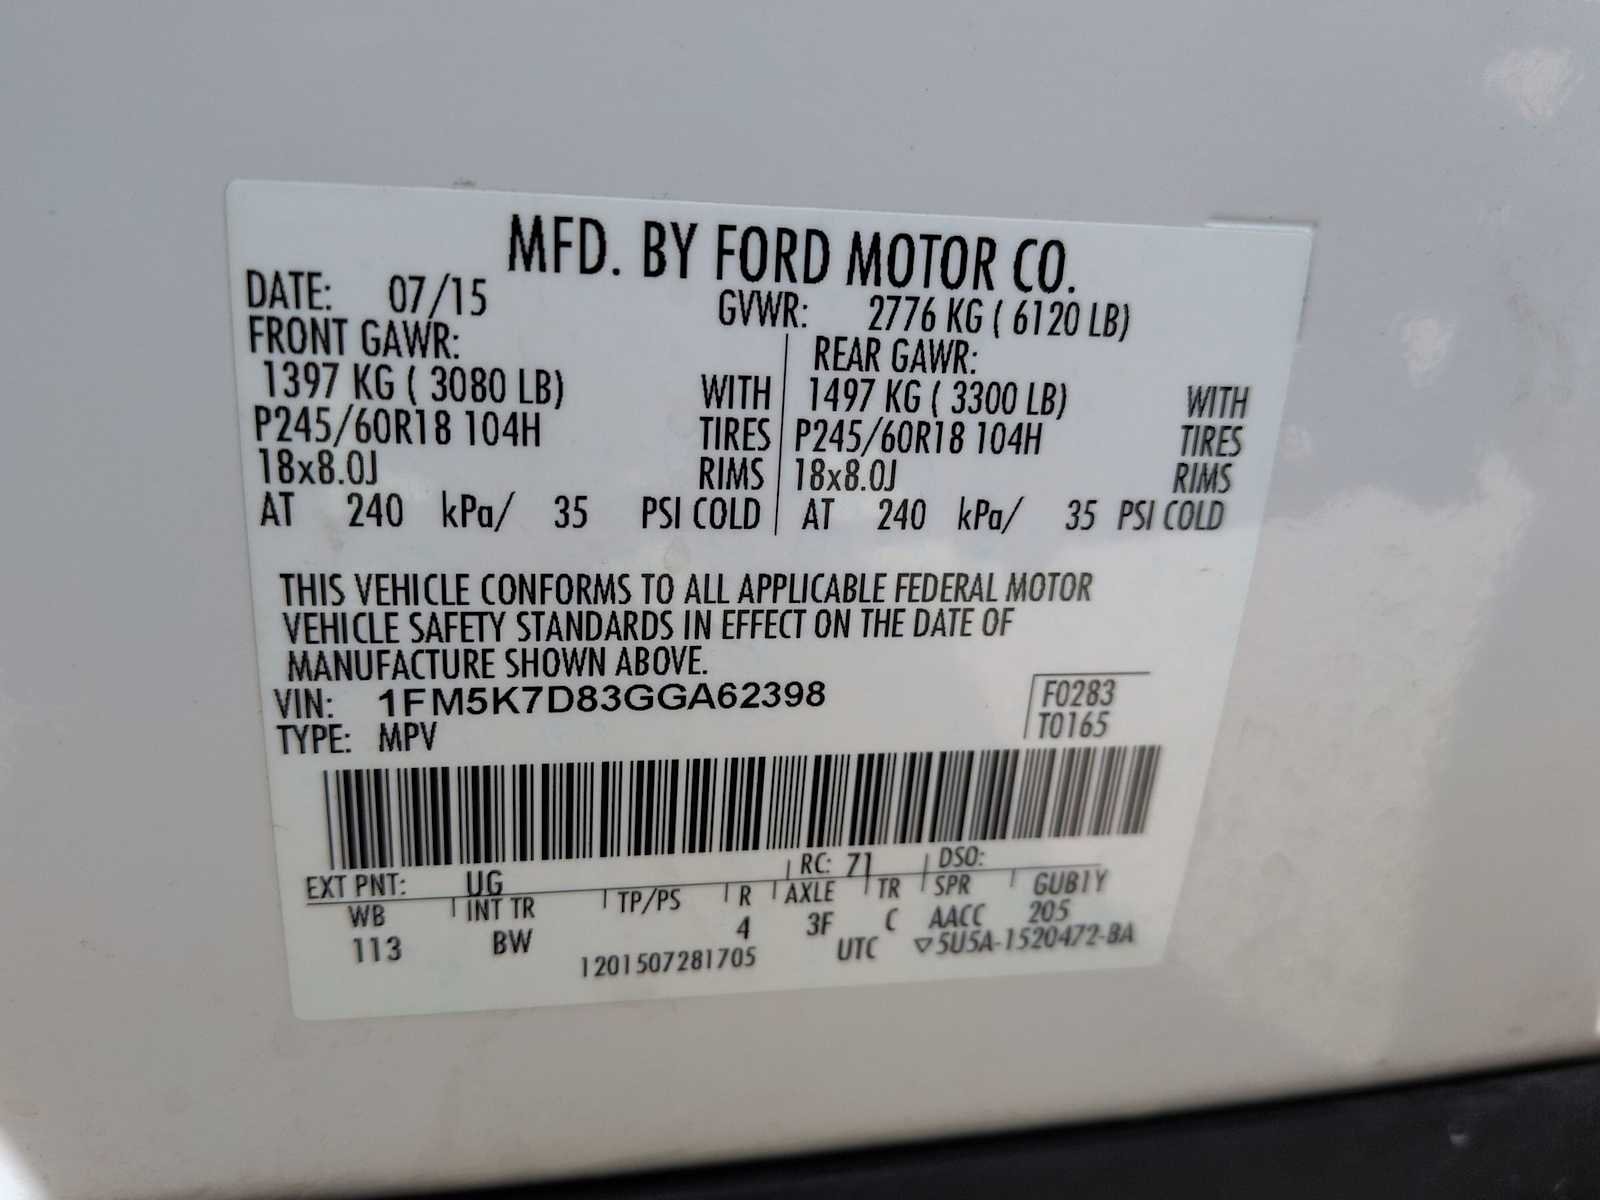 MFD. BY FORD MOTOR CO.
DATE: 07/15 GVWR: 2776 KG ( 6120 LB)
FRONT GAWR: REAR GAWR:
1397 KG ( 3080 LB) WITH 1497 KG ( 3300 LB) WITH
P245/60R18 104H TIRES P245/60R18 104H TIRES
18x8.0J RIMS 18x8.0J RIMS
AT 240 kPa/ 35 PSI COLD AT 240 kPa/ 35 PSI COLD
THIS VEHICLE CONFORMS TO ALL APPLICABLE FEDERAL MOTOR
VEHICLE SAFETY STANDARDS IN EFFECT ON THE DATE OF
MANUFACTURE SHOWN ABOVE.
VIN: 1FM5K7D83GGA62398 F0283
TYPE: MPV T0165
EXT PNT: UG RC: 71 DSO:
WB INT TR TP/PS R AXLE TR SPR GUB1Y
113 BW 4 3F C AACC 205
1201507281705 UTC ▽5U5A-1520472-BA